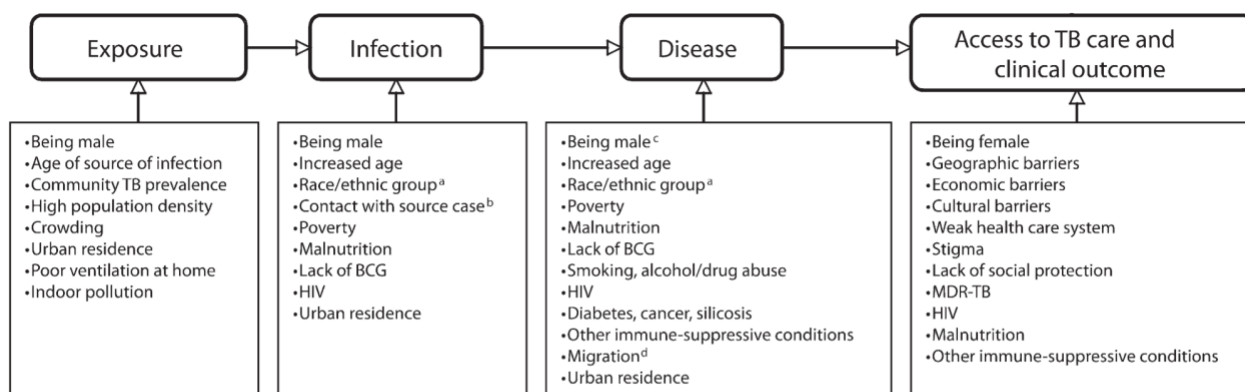 Exposure
Infection
Disease
Access to TB care and
clinical outcome
•Being male
•Age of source of infection
•Community TB prevalence
•High population density
•Crowding
•Urban residence
•Poor ventilation at home
•Indoor pollution
•Being male
•Increased age
•Race/ethnic group a
•Contact with source case b
•Poverty
•Malnutrition
•Lack of BCG
•HIV
•Urban residence
•Being male c
•Increased age
•Race/ethnic group a
•Poverty
•Malnutrition
•Lack of BCG
•Smoking, alcohol/drug abuse
•HIV
•Diabetes, cancer, silicosis
•Other immune-suppressive conditions
•Migration d
•Urban residence
•Being female
•Geographic barriers
•Economic barriers
•Cultural barriers
•Weak health care system
•Stigma
•Lack of social protection
•MDR-TB
•HIV
•Malnutrition
•Other immune-suppressive conditions